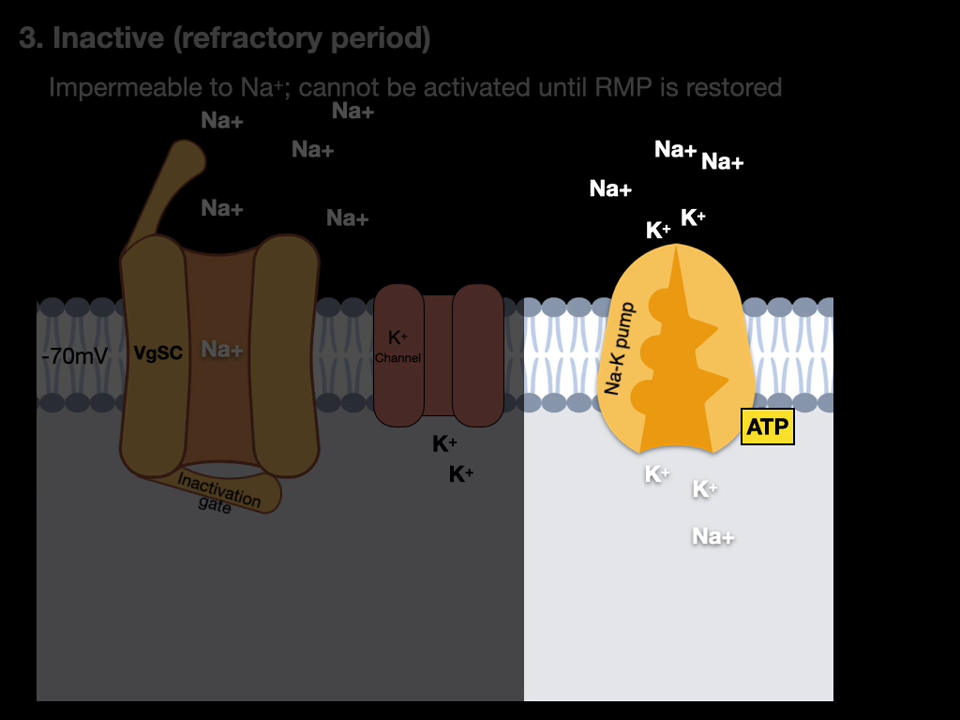 3. Inactive (refractory period)
Impermeable to Na+; cannot be activated until RMP is restored
Na+
Na+
Na+
Na+
Na+
Na+
Na+
Na+
K+
K+
-70mV
VgSC
Na+
K+
Channel
Na-K pump
ATP
K+
K+
K+
K+
Na+
Inactivation
gate